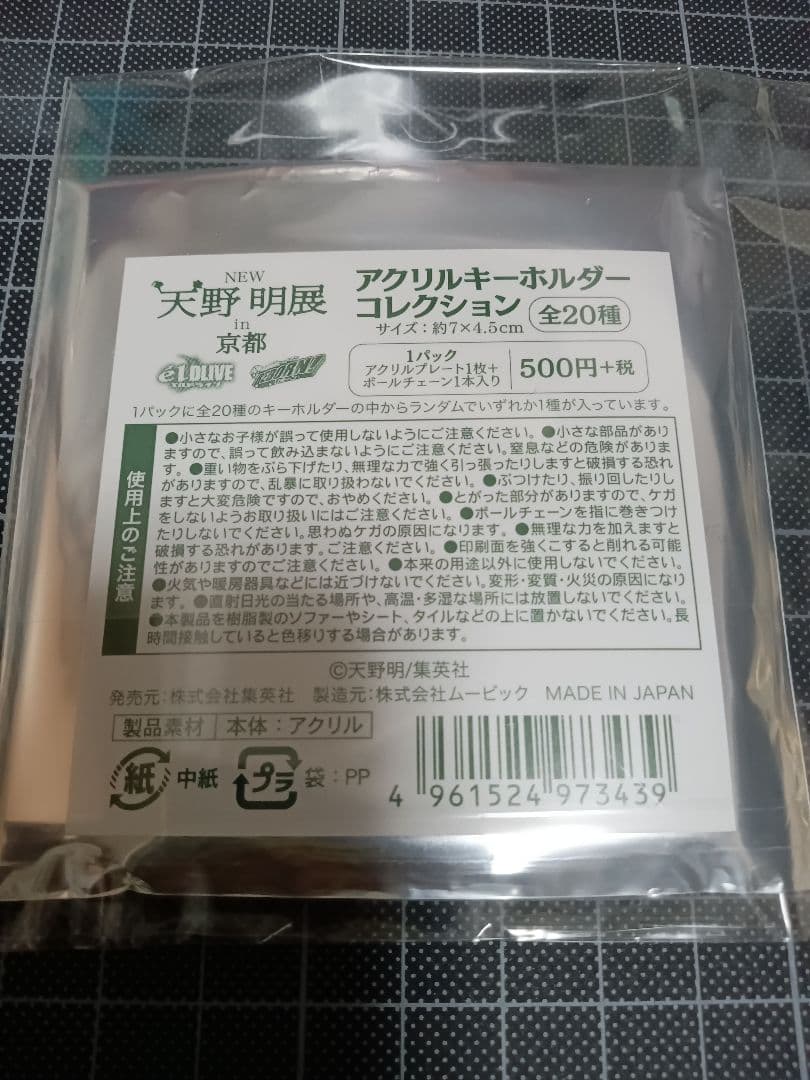 NEW
天野明展
in
京都
ēlDLIVE
REBORN!
アクリルキーホルダー
コレクション
全20種
サイズ：約7×4.5cm
1パック
アクリルプレート1枚+
ボールチェーン1本入り
500円+税
1パックに全20種のキーホルダーの中からランダムでいずれか1種が入っています。
使用上のご注意
●小さなお子様が誤って使用しないようにご注意ください。●小さな部品があり
ますので、誤って飲み込まないようにご注意ください。窒息などの危険がありま
す。●重い物をぶら下げたり、無理な力で強く引っ張ったりしますと破損する恐れ
がありますので、乱暴に取り扱わないでください。●ぶつけたり、振り回したりし
ますと大変危険ですので、おやめください。●とがった部分がありますので、ケガ
をしないようお取り扱いにはご注意ください。●ボールチェーンを指に巻きつけ
たりしないでください。思わぬケガの原因になります。●無理な力を加えますと
破損する恐れがあります。ご注意ください。●印刷面を強くこすると削れる可能
性がありますのでご注意ください。●本来の用途以外に使用しないでください。
●火気や暖房器具などには近づけないでください。変形・変質・火災の原因になり
ます。●直射日光の当たる場所や、高温・多湿な場所には放置しないでください。
●本製品を樹脂製のソファーやシート、タイルなどの上に置かないでください。長
時間接触していると色移りする場合があります。
©天野明/集英社
発売元：株式会社集英社 製造元：株式会社ムービック MADE IN JAPAN
製品素材 本体：アクリル
紙 中紙 プラ 袋：PP
4 961524 973439